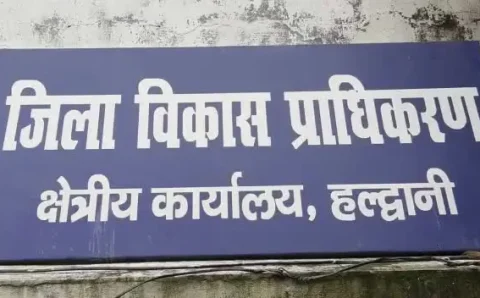 जिला विकास प्राधिकरण
क्षेत्रीय कार्यालय, हल्द्वानी